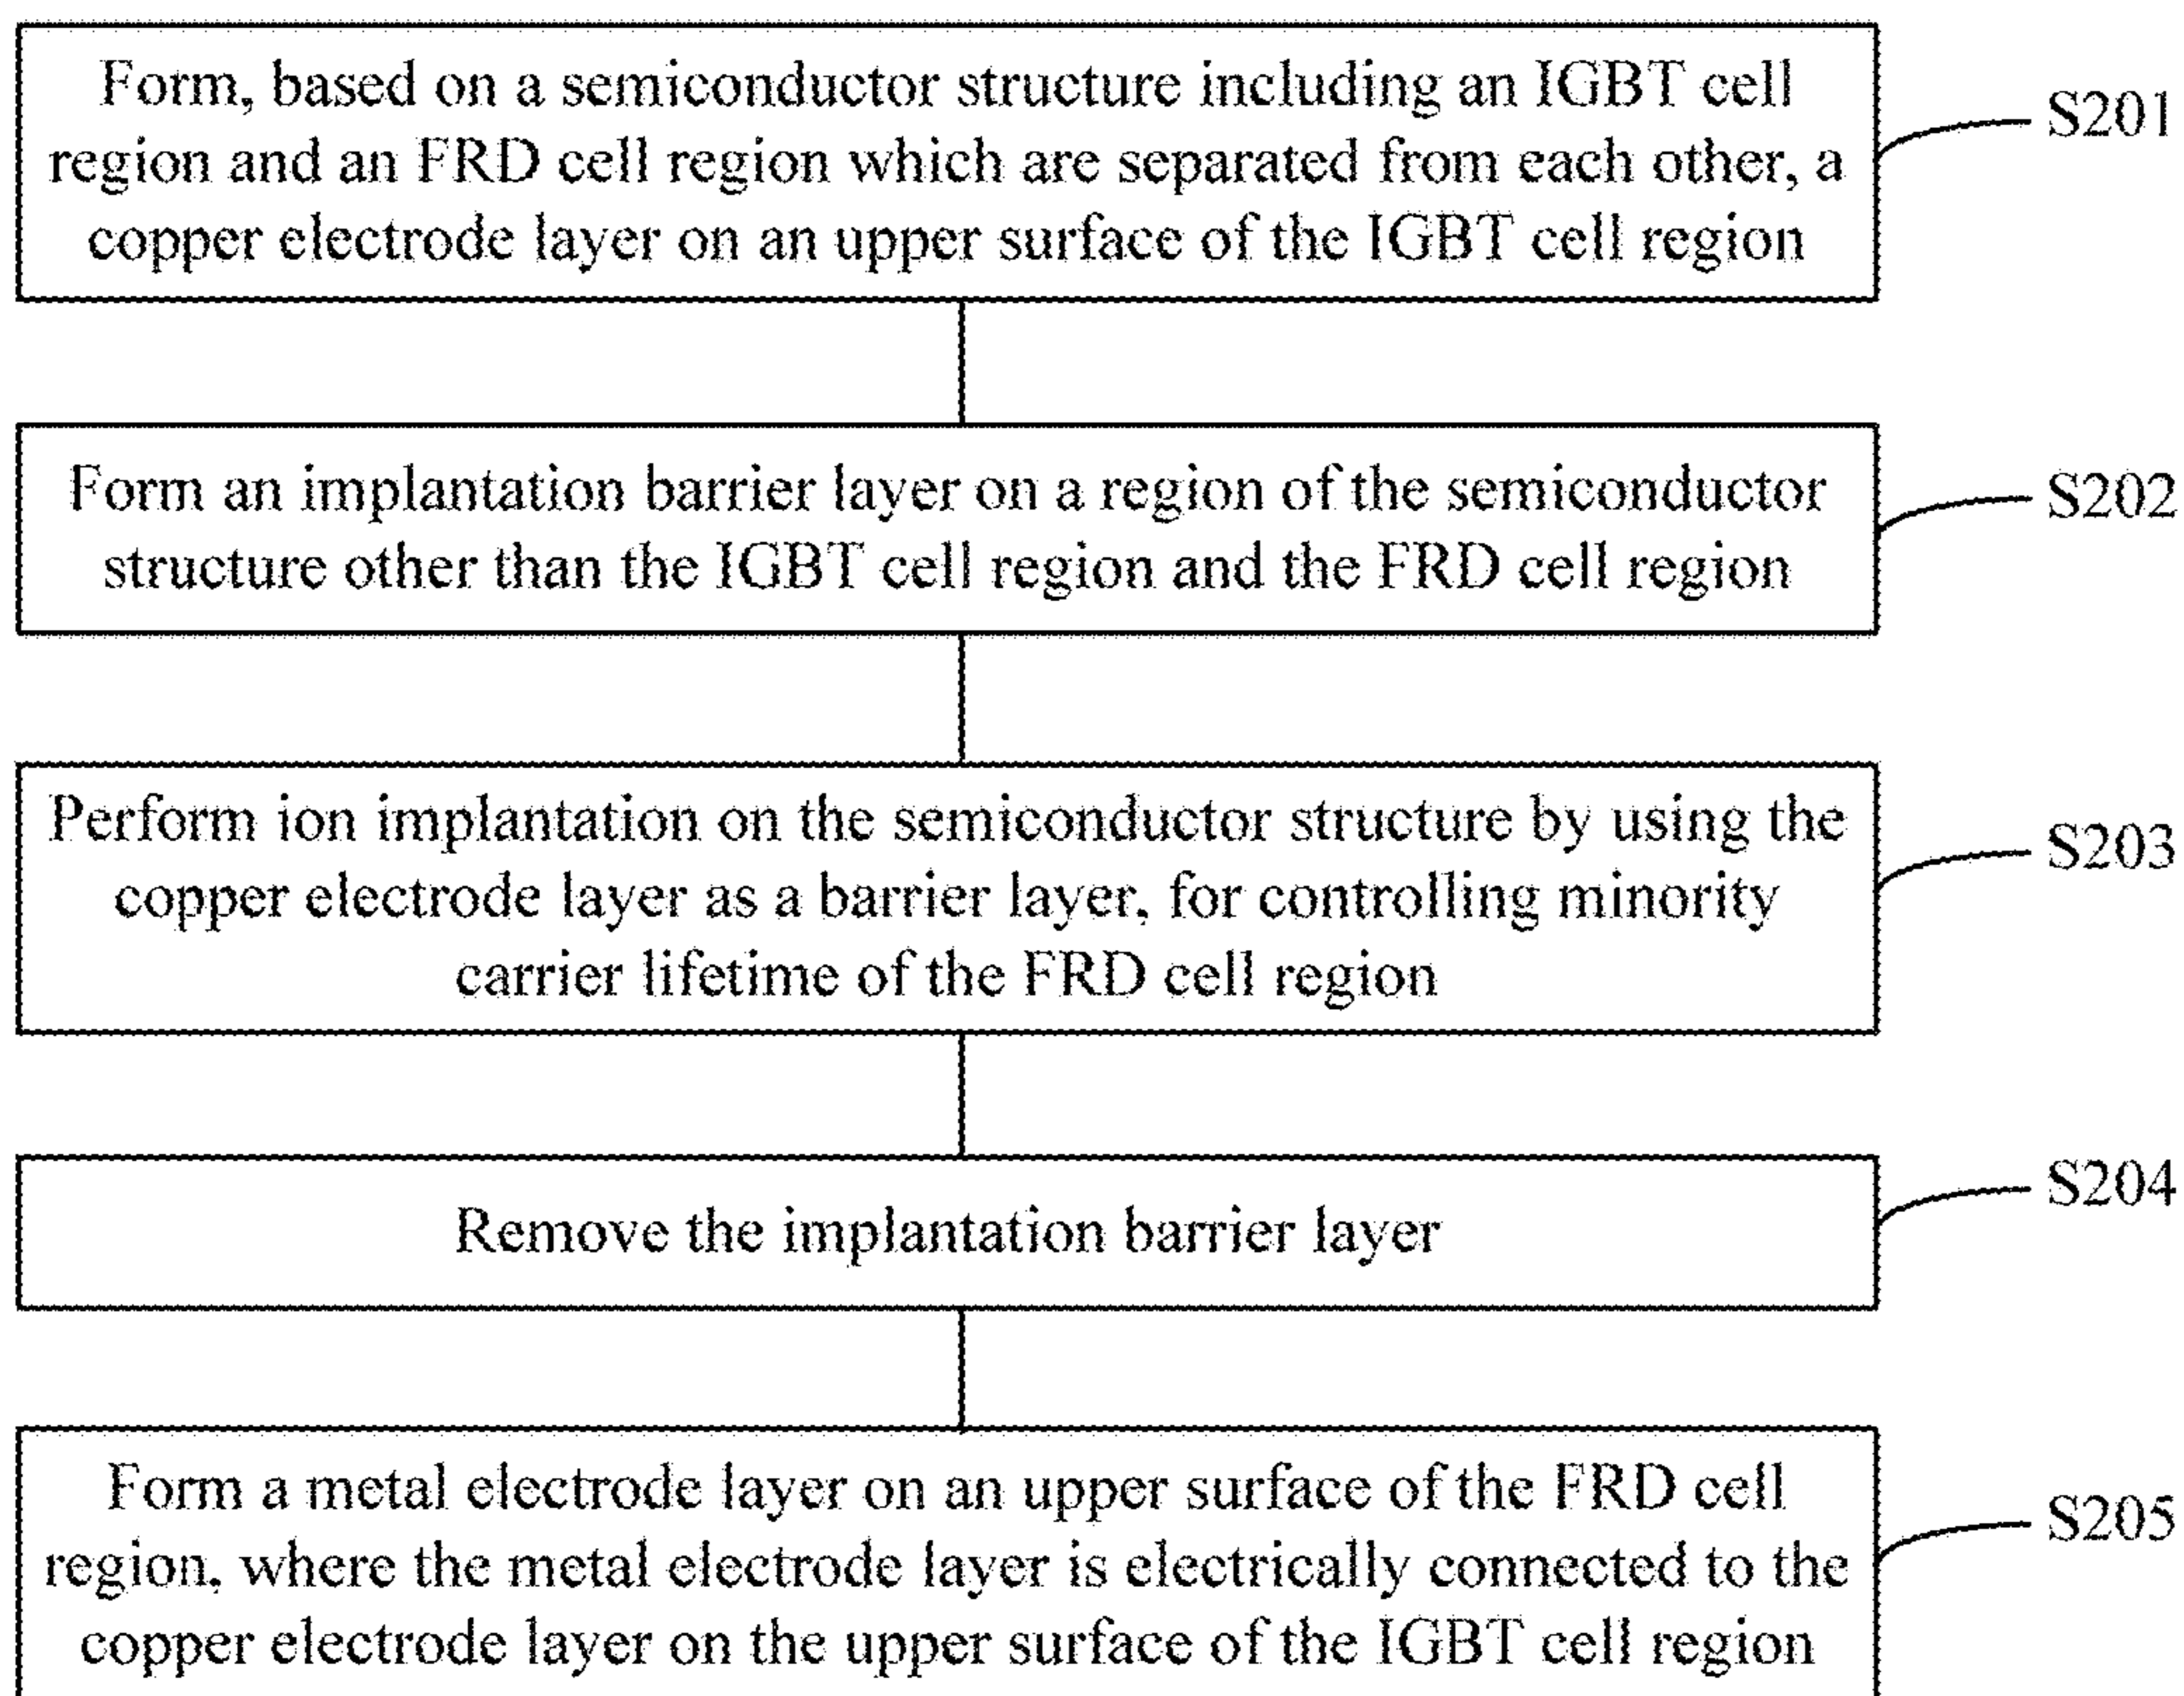 Form, based on a semiconductor structure including an IGBT cell
region and an FRD cell region which are separated from each other, a
copper electrode layer on an upper surface of the IGBT cell region
S201
Form an implantation barrier layer on a region of the semiconductor
structure other than the IGBT cell region and the FRD cell region
S202
Perform ion implantation on the semiconductor structure by using the
copper electrode layer as a barrier layer, for controlling minority
carrier lifetime of the FRD cell region
S203
Remove the implantation barrier layer
S204
Form a metal electrode layer on an upper surface of the FRD cell
region, where the metal electrode layer is electrically connected to the
copper electrode layer on the upper surface of the IGBT cell region
S205